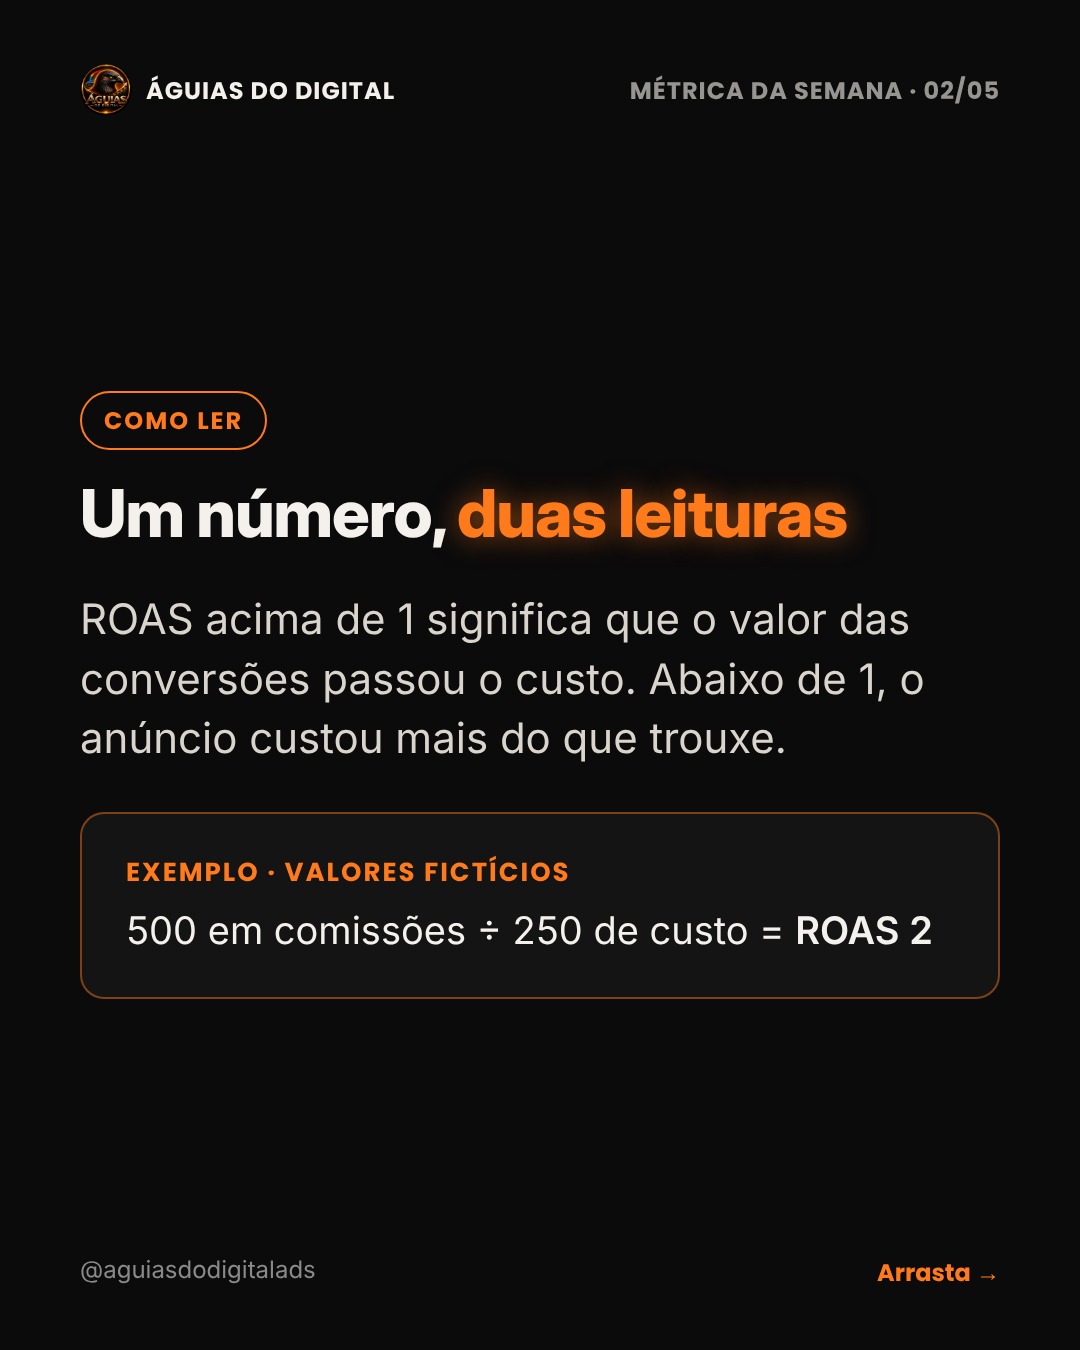 ÁGUIAS
ÁGUIAS DO DIGITAL
MÉTRICA DA SEMANA · 02/05
COMO LER
Um número, duas leituras
ROAS acima de 1 significa que o valor das
conversões passou o custo. Abaixo de 1, o
anúncio custou mais do que trouxe.
EXEMPLO · VALORES FICTÍCIOS
500 em comissões ÷ 250 de custo = ROAS 2
@aguiasdodigitalads
Arrasta →